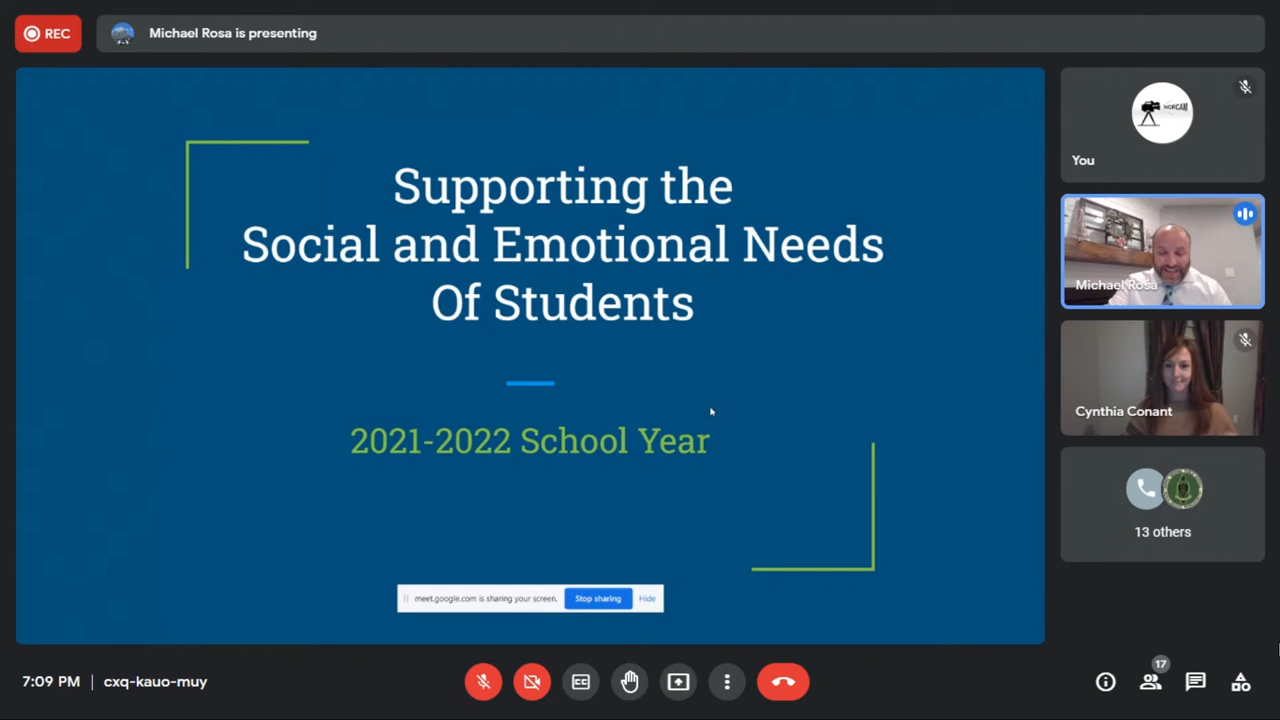 REC
Michael Rosa is presenting
Supporting the
Social and Emotional Needs
Of Students
2021-2022 School Year
meet.google.com is sharing your screen. Stop sharing Hide
NORCAM
You
Michael Rosa
Cynthia Conant
13 others
7:09 PM | cxq-kauo-muy
CC
17